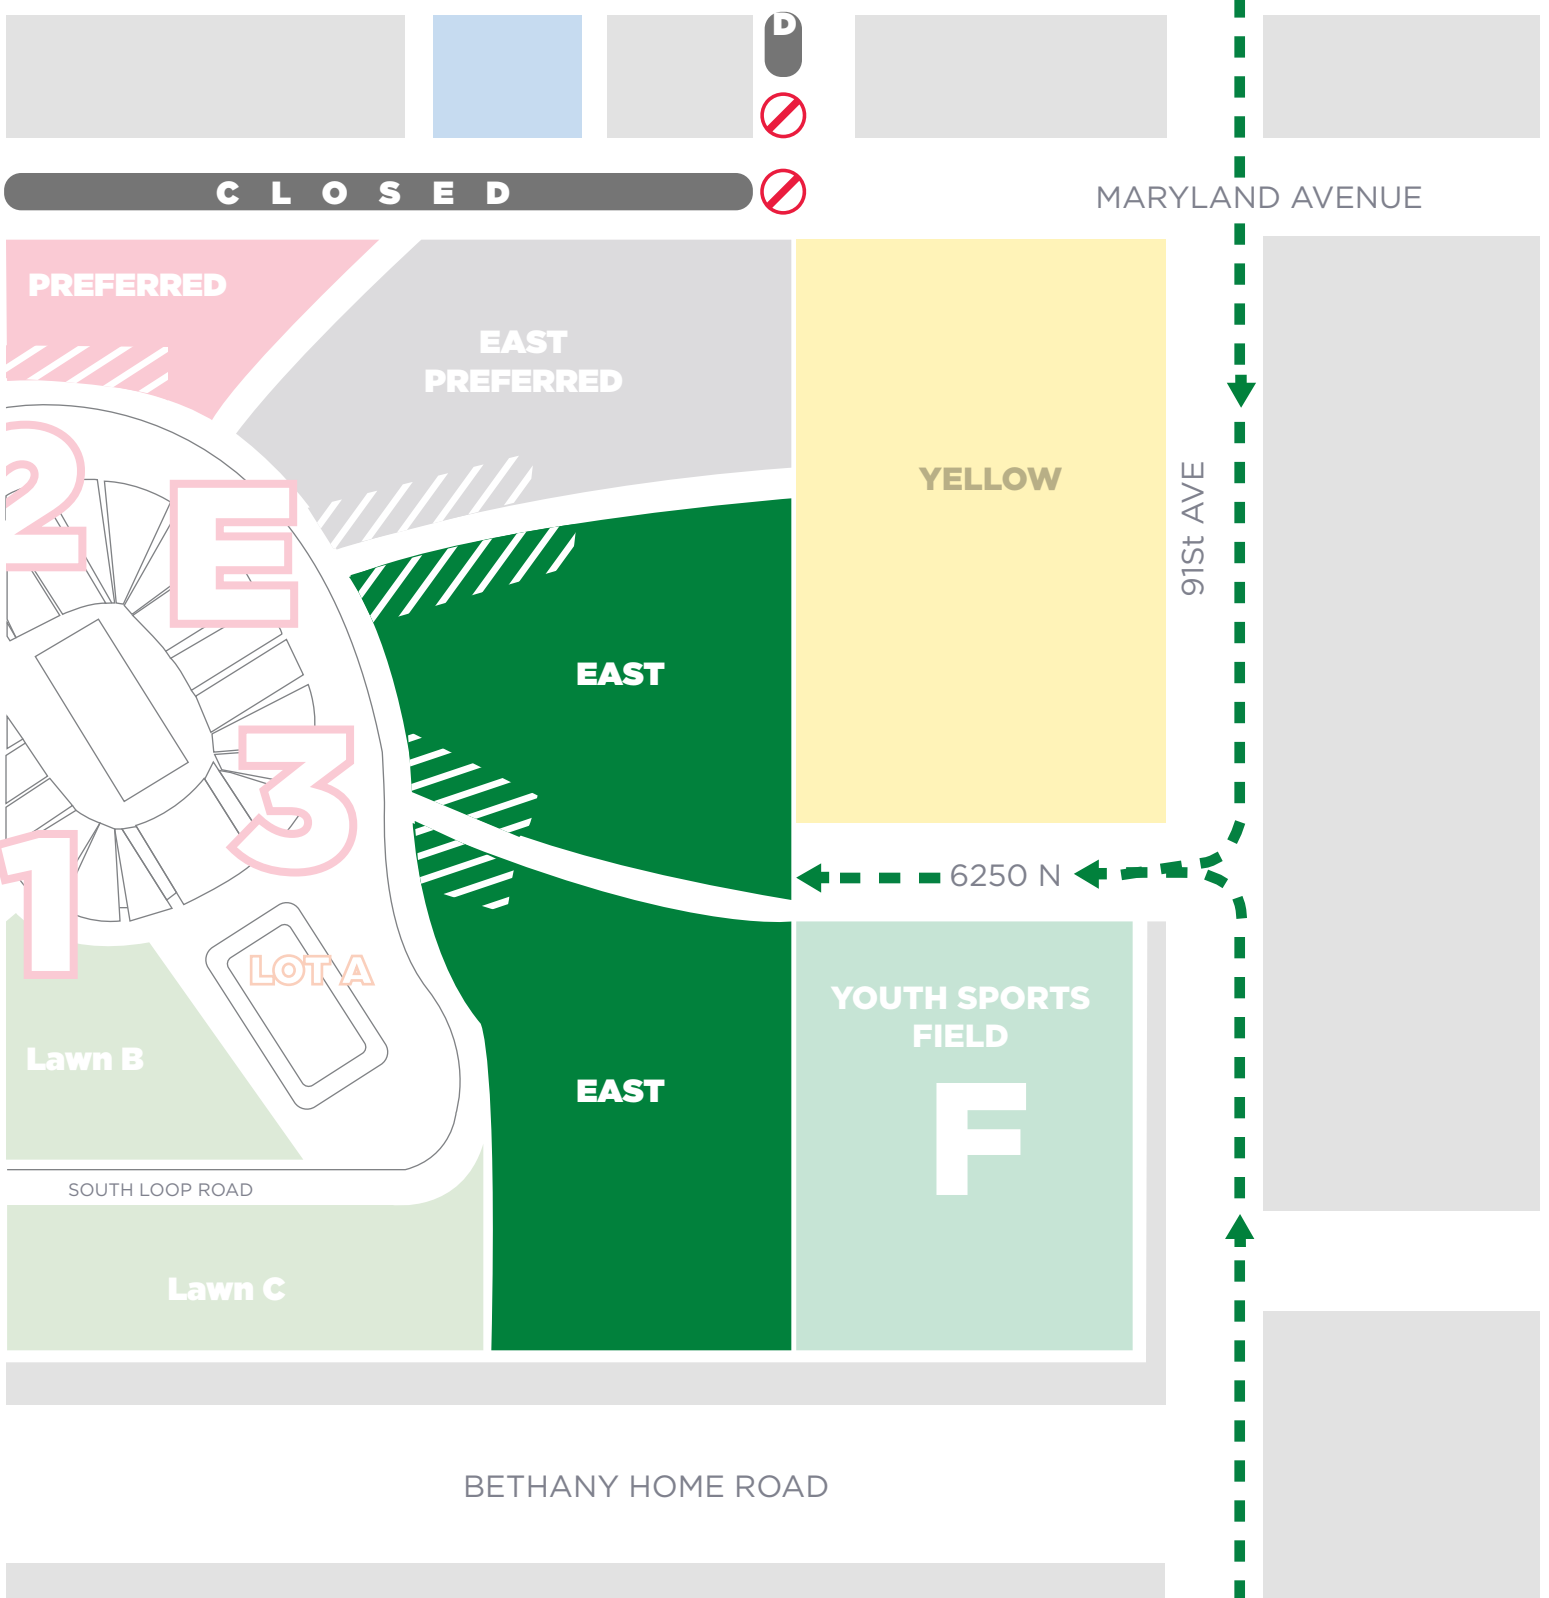 D
CLOSED
MARYLAND AVENUE
PREFERRED
EAST
PREFERRED
YELLOW
91St AVE
2
E
EAST
3
1
6250 N
LOT A
YOUTH SPORTS
FIELD
F
Lawn B
EAST
SOUTH LOOP ROAD
Lawn C
BETHANY HOME ROAD